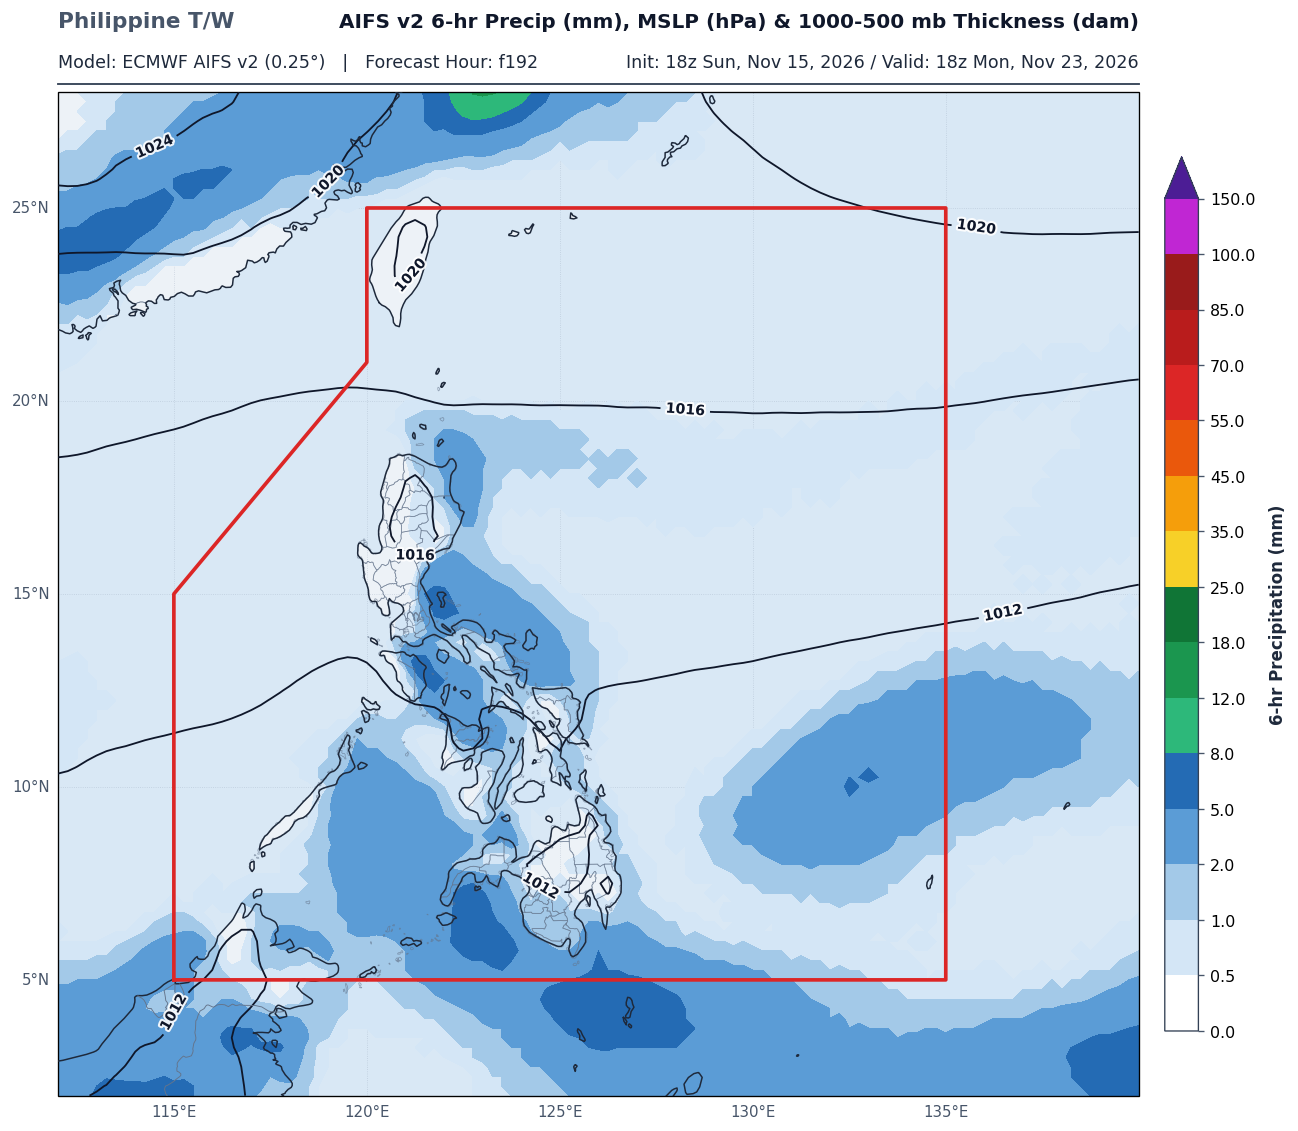 Philippine T/W
AIFS v2 6-hr Precip (mm), MSLP (hPa) & 1000-500 mb Thickness (dam)
Model: ECMWF AIFS v2 (0.25°) | Forecast Hour: f192
Init: 18z Sun, Nov 15, 2026 / Valid: 18z Mon, Nov 23, 2026
1024
1020
1020
1020
1016
1016
1012
1012
1012
25°N
20°N
15°N
10°N
5°N
115°E
120°E
125°E
130°E
135°E
150.0
100.0
85.0
70.0
55.0
45.0
35.0
25.0
18.0
12.0
8.0
5.0
2.0
1.0
0.5
0.0
6-hr Precipitation (mm)